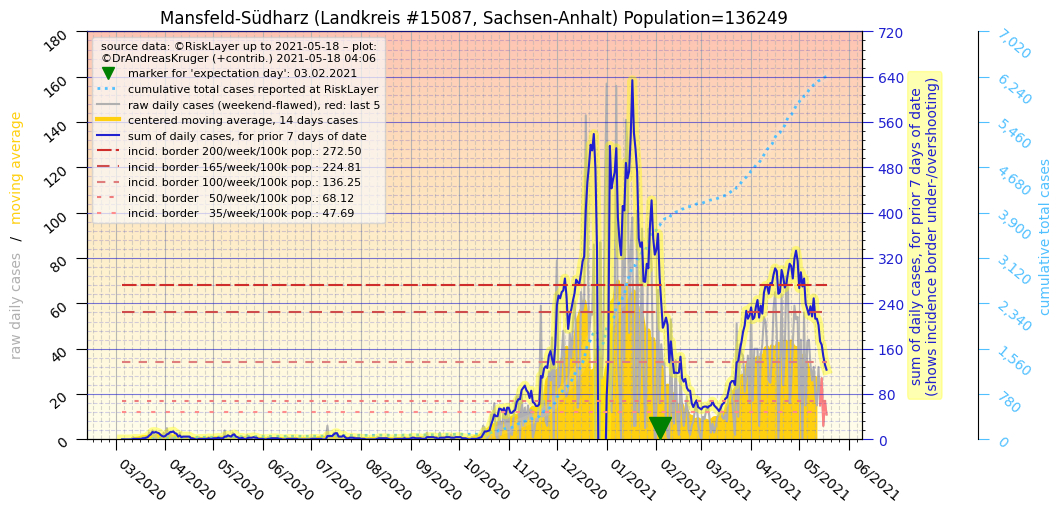 Mansfeld-Südharz (Landkreis #15087, Sachsen-Anhalt) Population=136249
source data: ©RiskLayer up to 2021-05-18 – plot:
©DrAndreasKruger (+contrib.) 2021-05-18 04:06
marker for 'expectation day': 03.02.2021
cumulative total cases reported at RiskLayer
raw daily cases (weekend-flawed), red: last 5
centered moving average, 14 days cases
sum of daily cases, for prior 7 days of date
incid. border 200/week/100k pop.: 272.50
incid. border 165/week/100k pop.: 224.81
incid. border 100/week/100k pop.: 136.25
incid. border 50/week/100k pop.: 68.12
incid. border 35/week/100k pop.: 47.69
raw daily cases / moving average
180
160
140
120
100
80
60
40
20
0
03/2020
04/2020
05/2020
06/2020
07/2020
08/2020
09/2020
10/2020
11/2020
12/2020
01/2021
02/2021
03/2021
04/2021
05/2021
06/2021
720
640
560
480
400
320
240
160
80
0
sum of daily cases, for prior 7 days of date
(shows incidence border under-/overshooting)
7,020
6,240
5,460
4,680
3,900
3,120
2,340
1,560
780
0
cumulative total cases